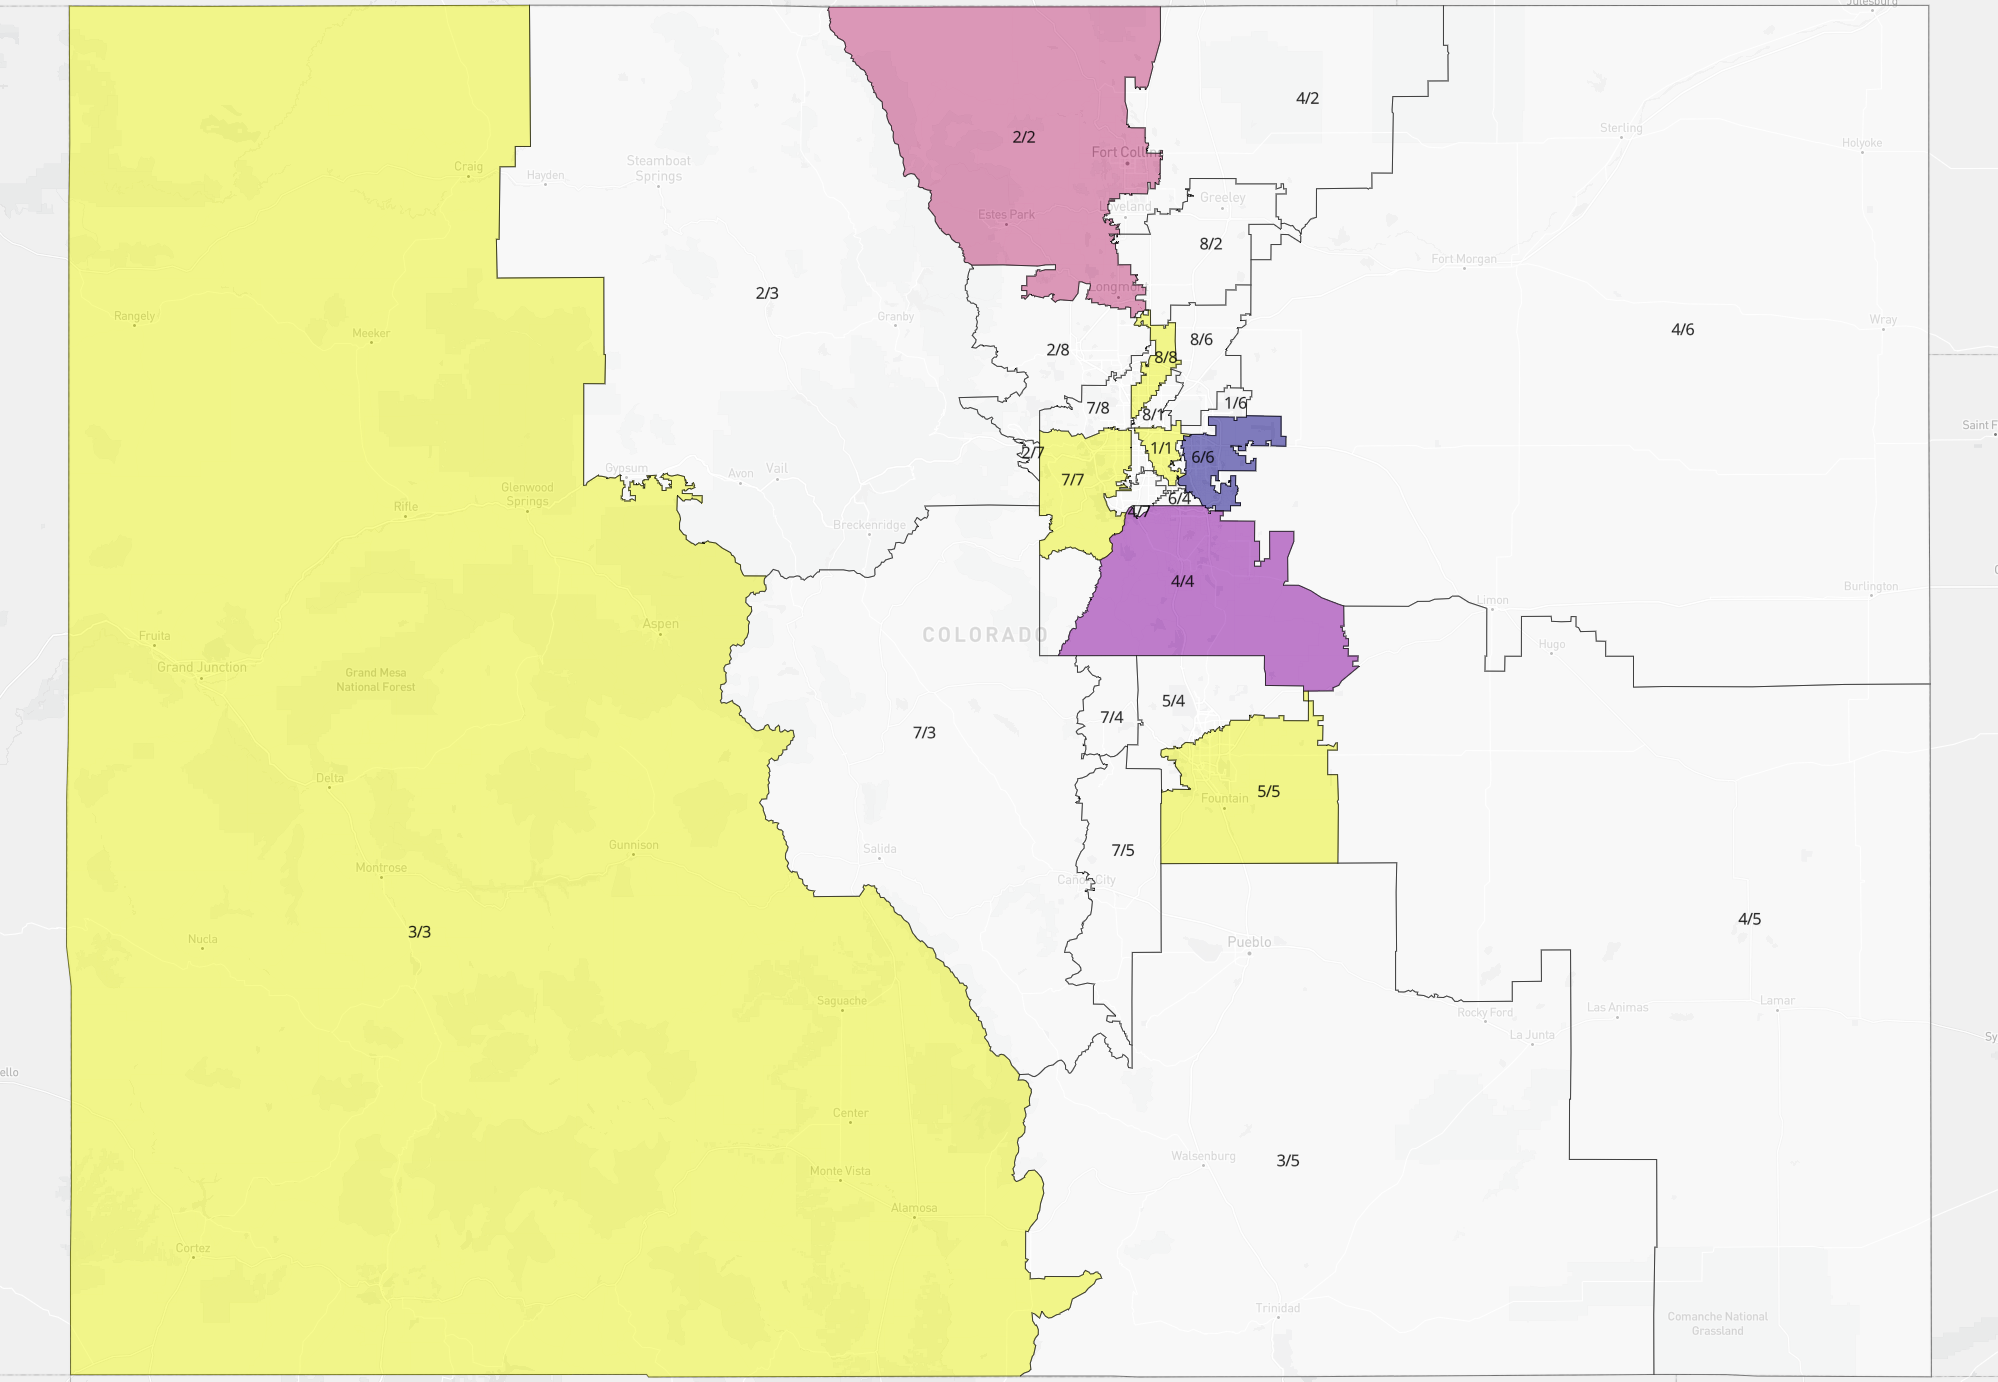 Julesburg
4/2
2/2
Sterling
Holyoke
Fort Collins
Craig
Hayden
Steamboat
Springs
Estes Park
Loveland
Greeley
8/2
Fort Morgan
2/3
Longmont
Rangely
Meeker
Granby
4/6
Wray
8/6
2/8
8/8
7/8
8/1
1/6
Saint F
2/7
1/1
6/6
7/7
Gypsum
Avon
Vail
Glenwood
Springs
Rifle
6/4
4/7
Breckenridge
4/4
Burlington
Limon
COLORADO
Fruita
Aspen
Hugo
Grand Junction
Grand Mesa
National Forest
5/4
7/4
7/3
Delta
5/5
Fountain
Gunnison
Salida
7/5
Montrose
Cañon City
4/5
3/3
Nucla
Pueblo
Saguache
Rocky Ford
Las Animas
Lamar
La Junta
Sy
ello
Center
Walsenburg
3/5
Monte Vista
Alamosa
Cortez
Trinidad
Comanche National
Grassland